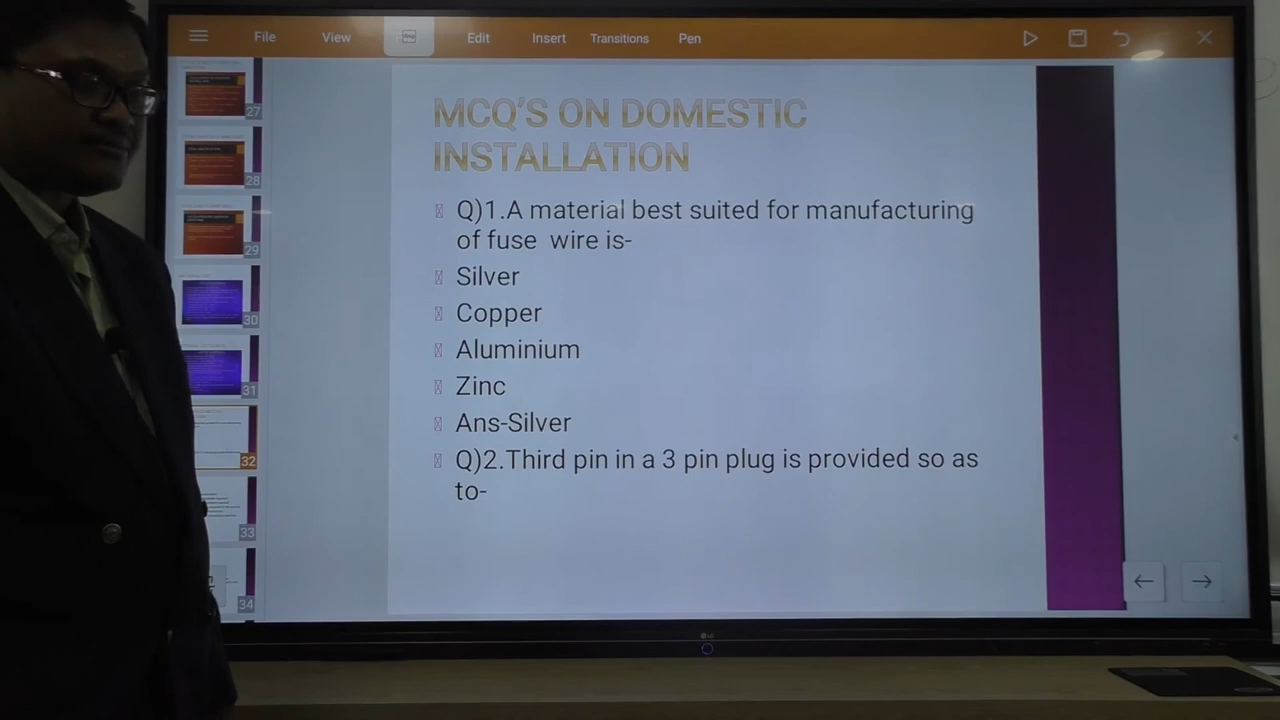 File View Edit Insert Transitions Pen
MCQ'S ON DOMESTIC
INSTALLATION
Q)1.A material best suited for manufacturing
of fuse wire is-
Silver
Copper
Aluminium
Zinc
Ans-Silver
Q)2.Third pin in a 3 pin plug is provided so as
to-
27
28
29
30
31
32
33
34
LG